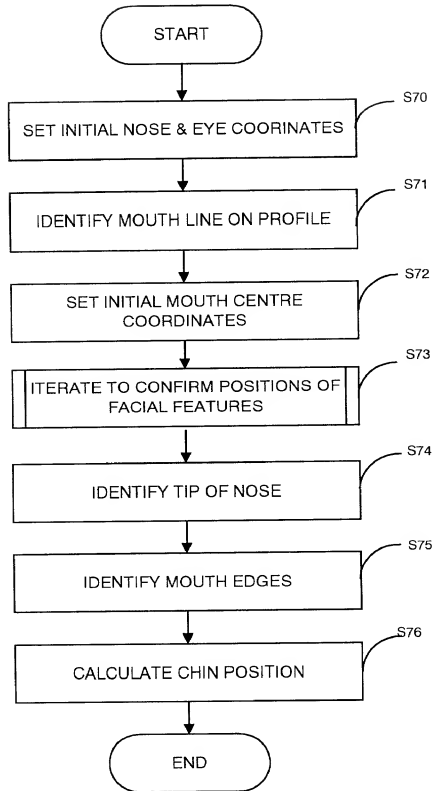 START
S70
SET INITIAL NOSE & EYE COORINATES
S71
IDENTIFY MOUTH LINE ON PROFILE
S72
SET INITIAL MOUTH CENTRE
COORDINATES
S73
ITERATE TO CONFIRM POSITIONS OF
FACIAL FEATURES
S74
IDENTIFY TIP OF NOSE
S75
IDENTIFY MOUTH EDGES
S76
CALCULATE CHIN POSITION
END